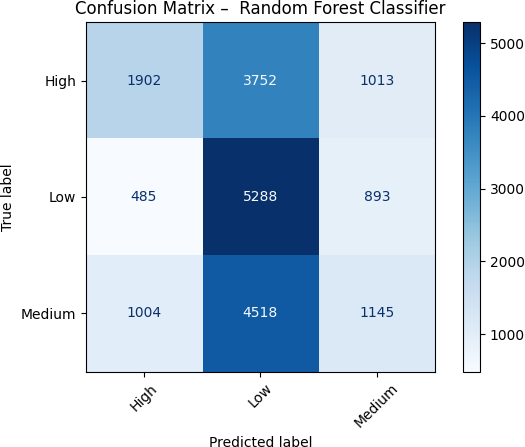 Confusion Matrix –  Random Forest Classifier
True label
High
Low
Medium
1902 3752 1013
485 5288 893
1004 4518 1145
High Low Medium
Predicted label
5000
4000
3000
2000
1000